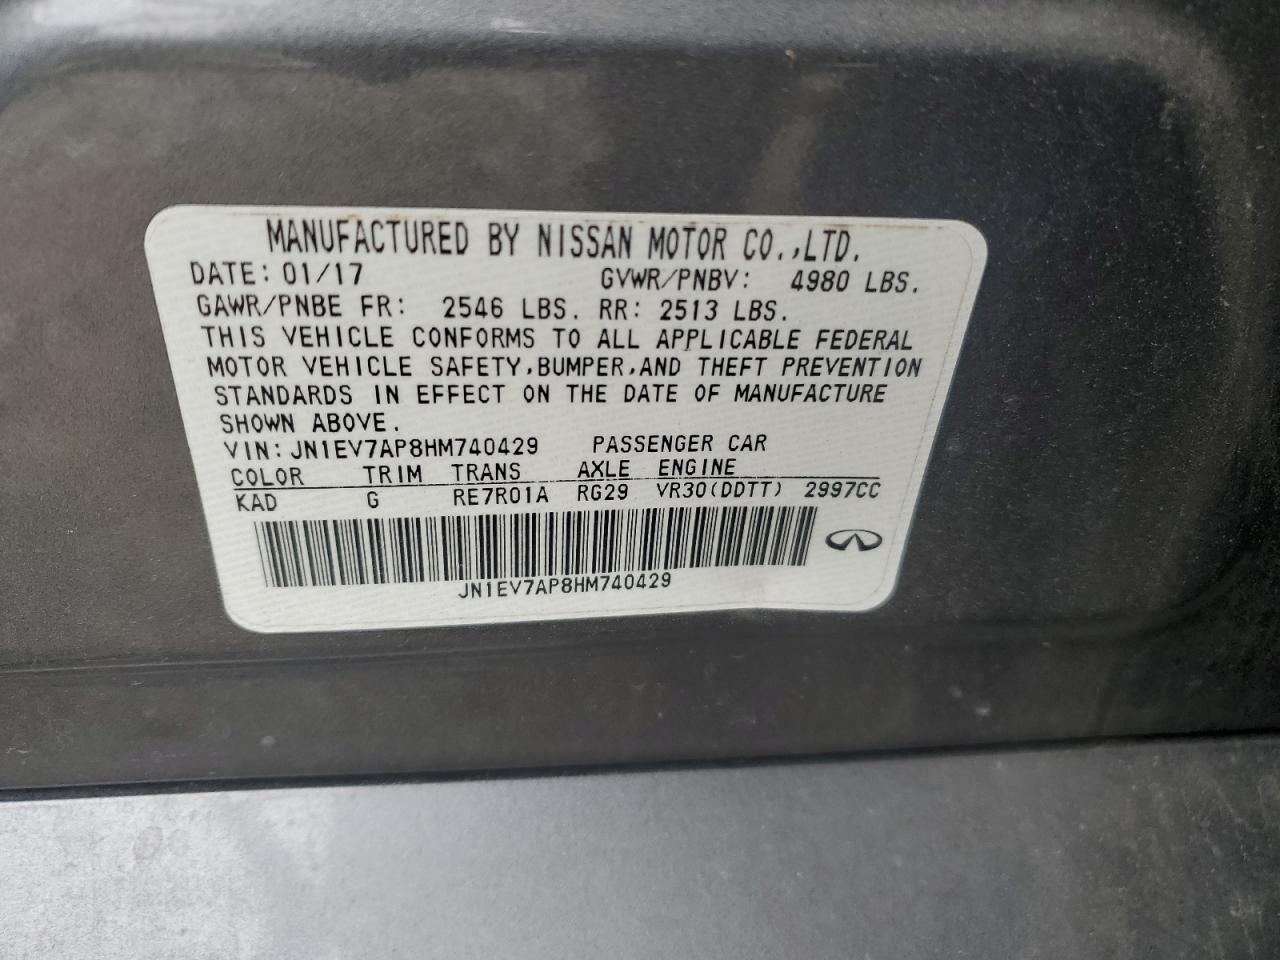 MANUFACTURED BY NISSAN MOTOR CO.,LTD.
DATE: 01/17 GVWR/PNBV: 4980 LBS.
GAWR/PNBE FR: 2546 LBS. RR: 2513 LBS.
THIS VEHICLE CONFORMS TO ALL APPLICABLE FEDERAL
MOTOR VEHICLE SAFETY,BUMPER,AND THEFT PREVENTION
STANDARDS IN EFFECT ON THE DATE OF MANUFACTURE
SHOWN ABOVE.
VIN: JN1EV7AP8HM740429 PASSENGER CAR
COLOR TRIM TRANS AXLE ENGINE
KAD G RE7R01A RG29 VR30(DDTT) 2997CC
JN1EV7AP8HM740429